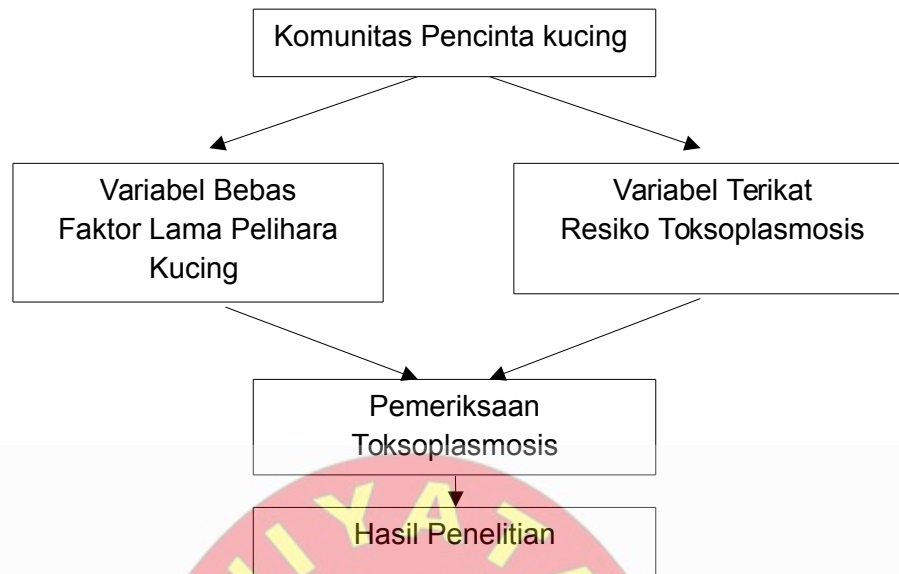 Komunitas Pencinta kucing
Variabel Bebas
Faktor Lama Pelihara
Kucing
Variabel Terikat
Resiko Toksoplasmosis
Pemeriksaan
Toksoplasmosis
Hasil Penelitian